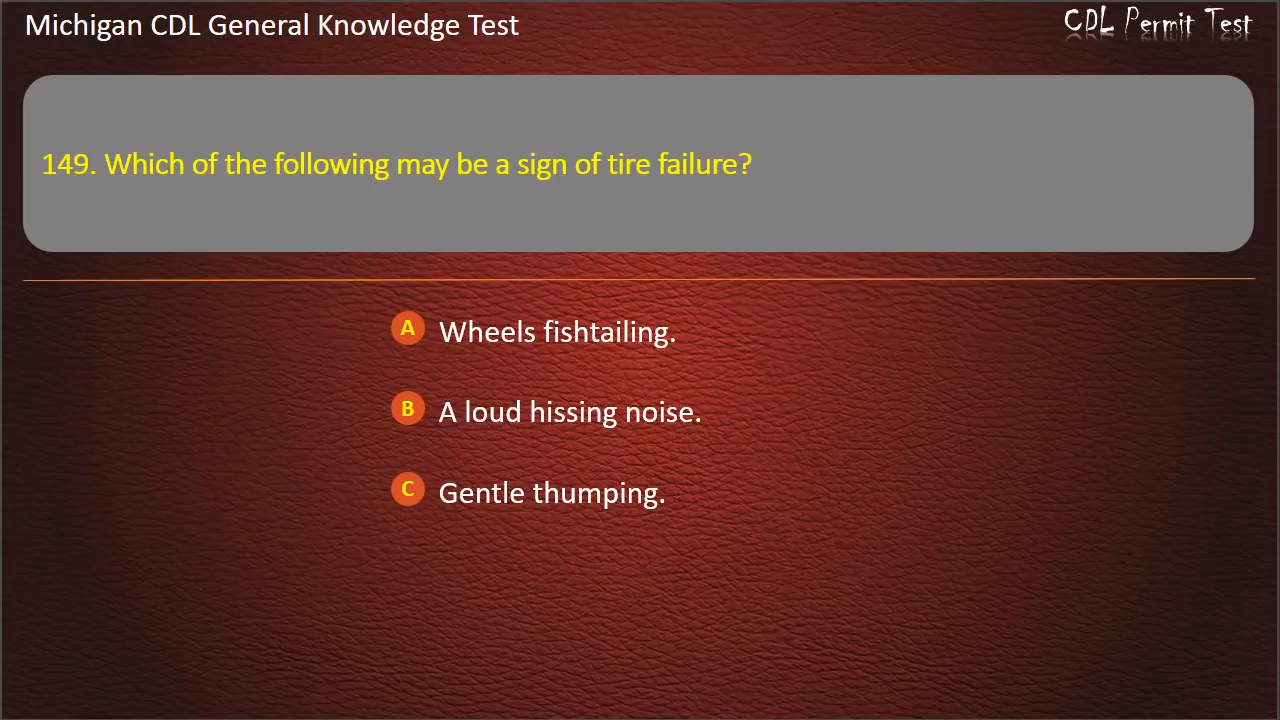 Michigan CDL General Knowledge Test
CDL Permit Test
149. Which of the following may be a sign of tire failure?
A Wheels fishtailing.
B A loud hissing noise.
C Gentle thumping.